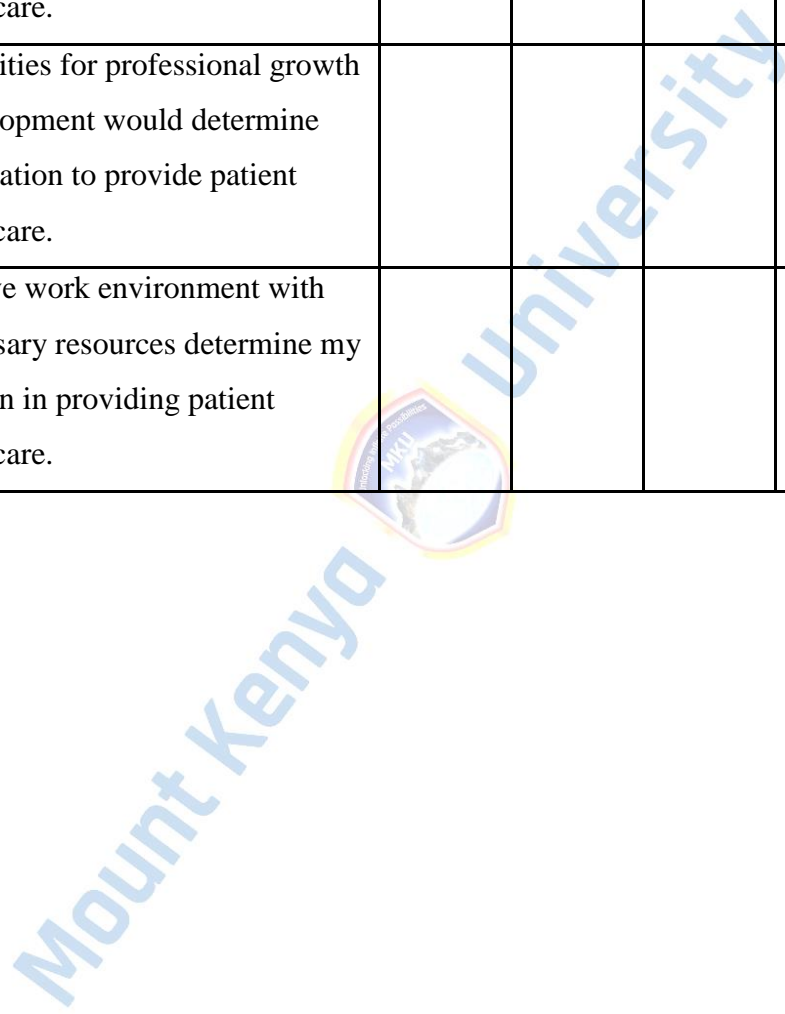 care.
ities for professional growth
opment would determine
ation to provide patient
care.
e work environment with
sary resources determine my
n in providing patient
care.
Mount Kenya University
MKU